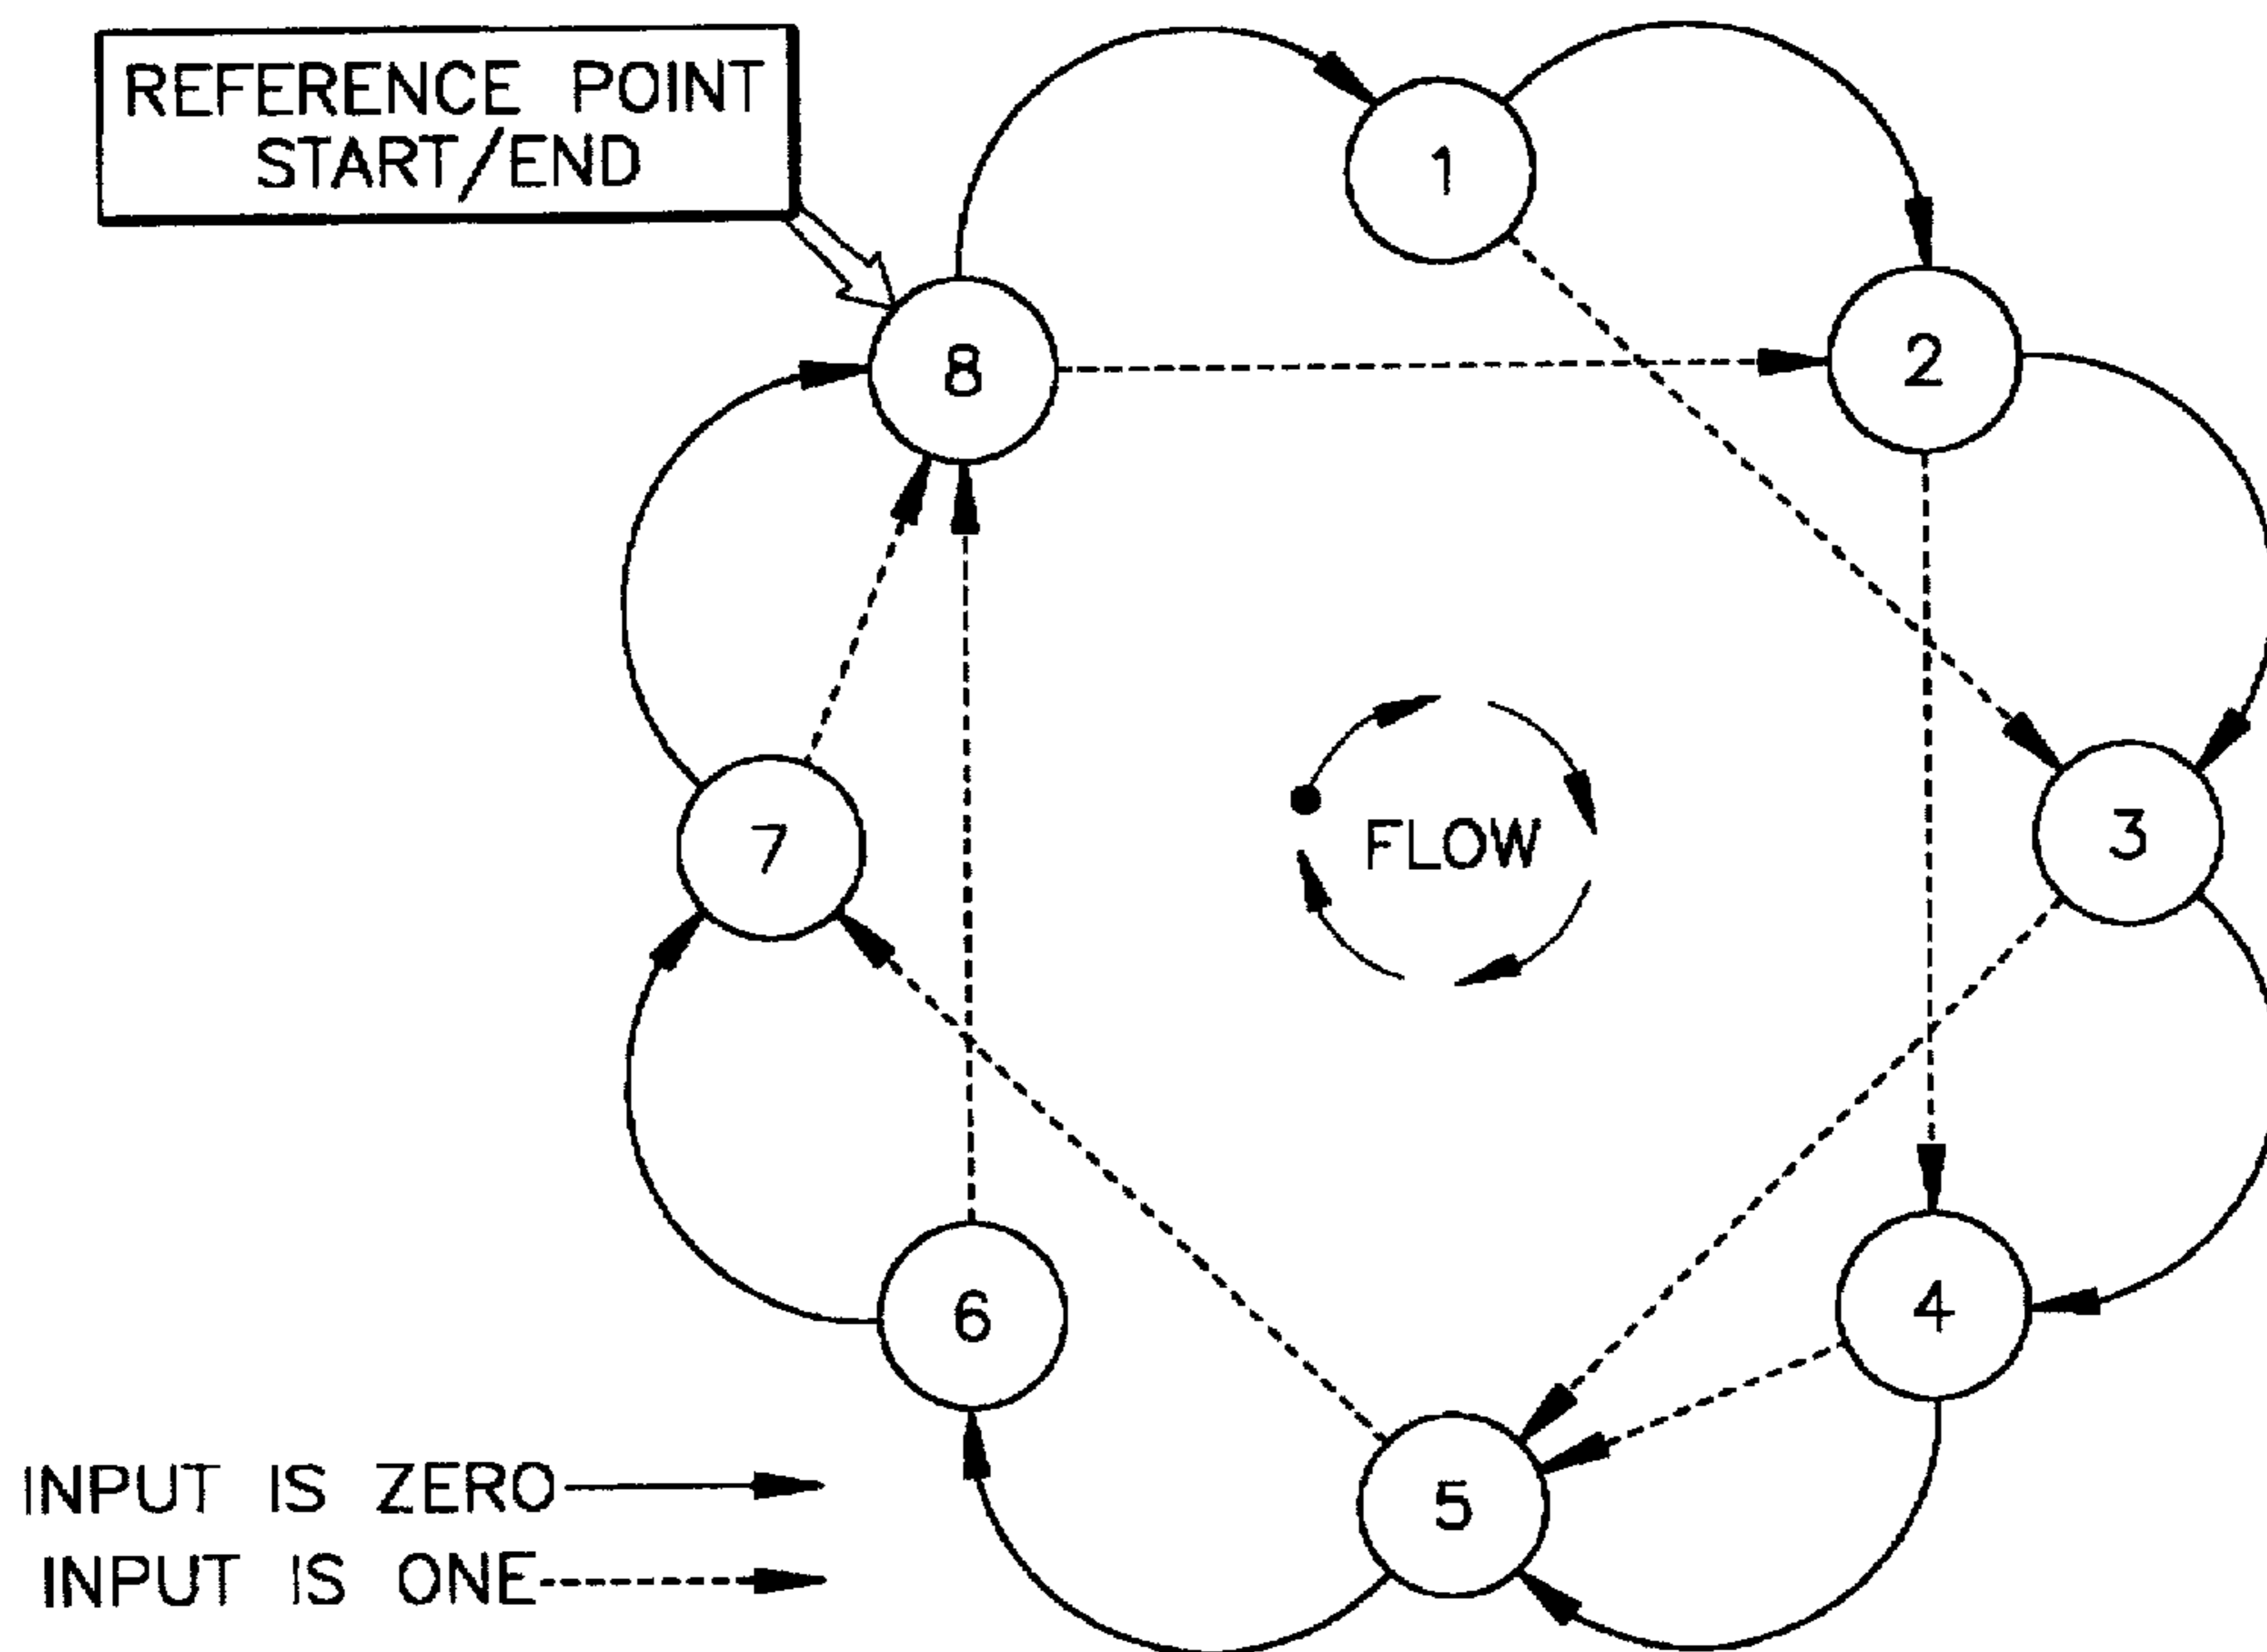 REFERENCE POINT
START/END
1
2
8
3
7
FLOW
4
6
5
INPUT IS ZERO
INPUT IS ONE